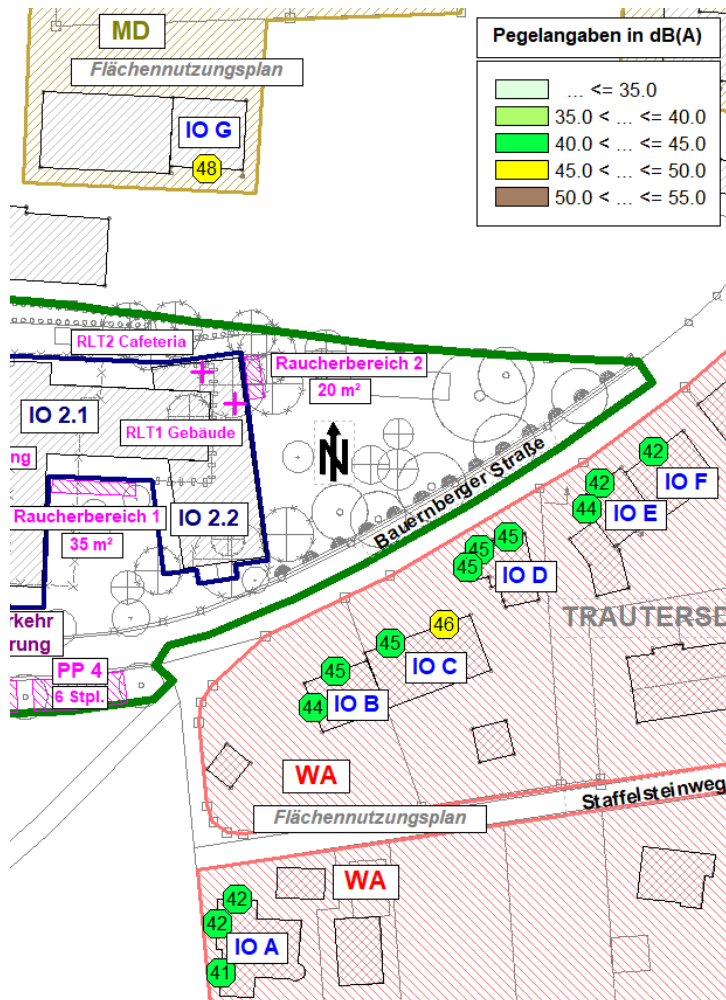 MD
Flächennutzungsplan
Pegelangaben in dB(A)
... <= 35.0
35.0 < ... <= 40.0
40.0 < ... <= 45.0
45.0 < ... <= 50.0
50.0 < ... <= 55.0
IO G
48
RLT2 Cafeteria
Raucherbereich 2
20 m²
IO 2.1
RLT1 Gebäude
ng
N
Raucherbereich 1
35 m²
IO 2.2
Bauernberger Straße
42
IO F
42
44
IO E
45
45
45
IO D
TRAUTERSD
rkehr
rung
PP 4
6 Stpl.
46
45
IO C
45
44
IO B
WA
Flächennutzungsplan
Staffelsteinweg
WA
42
42
IO A
41